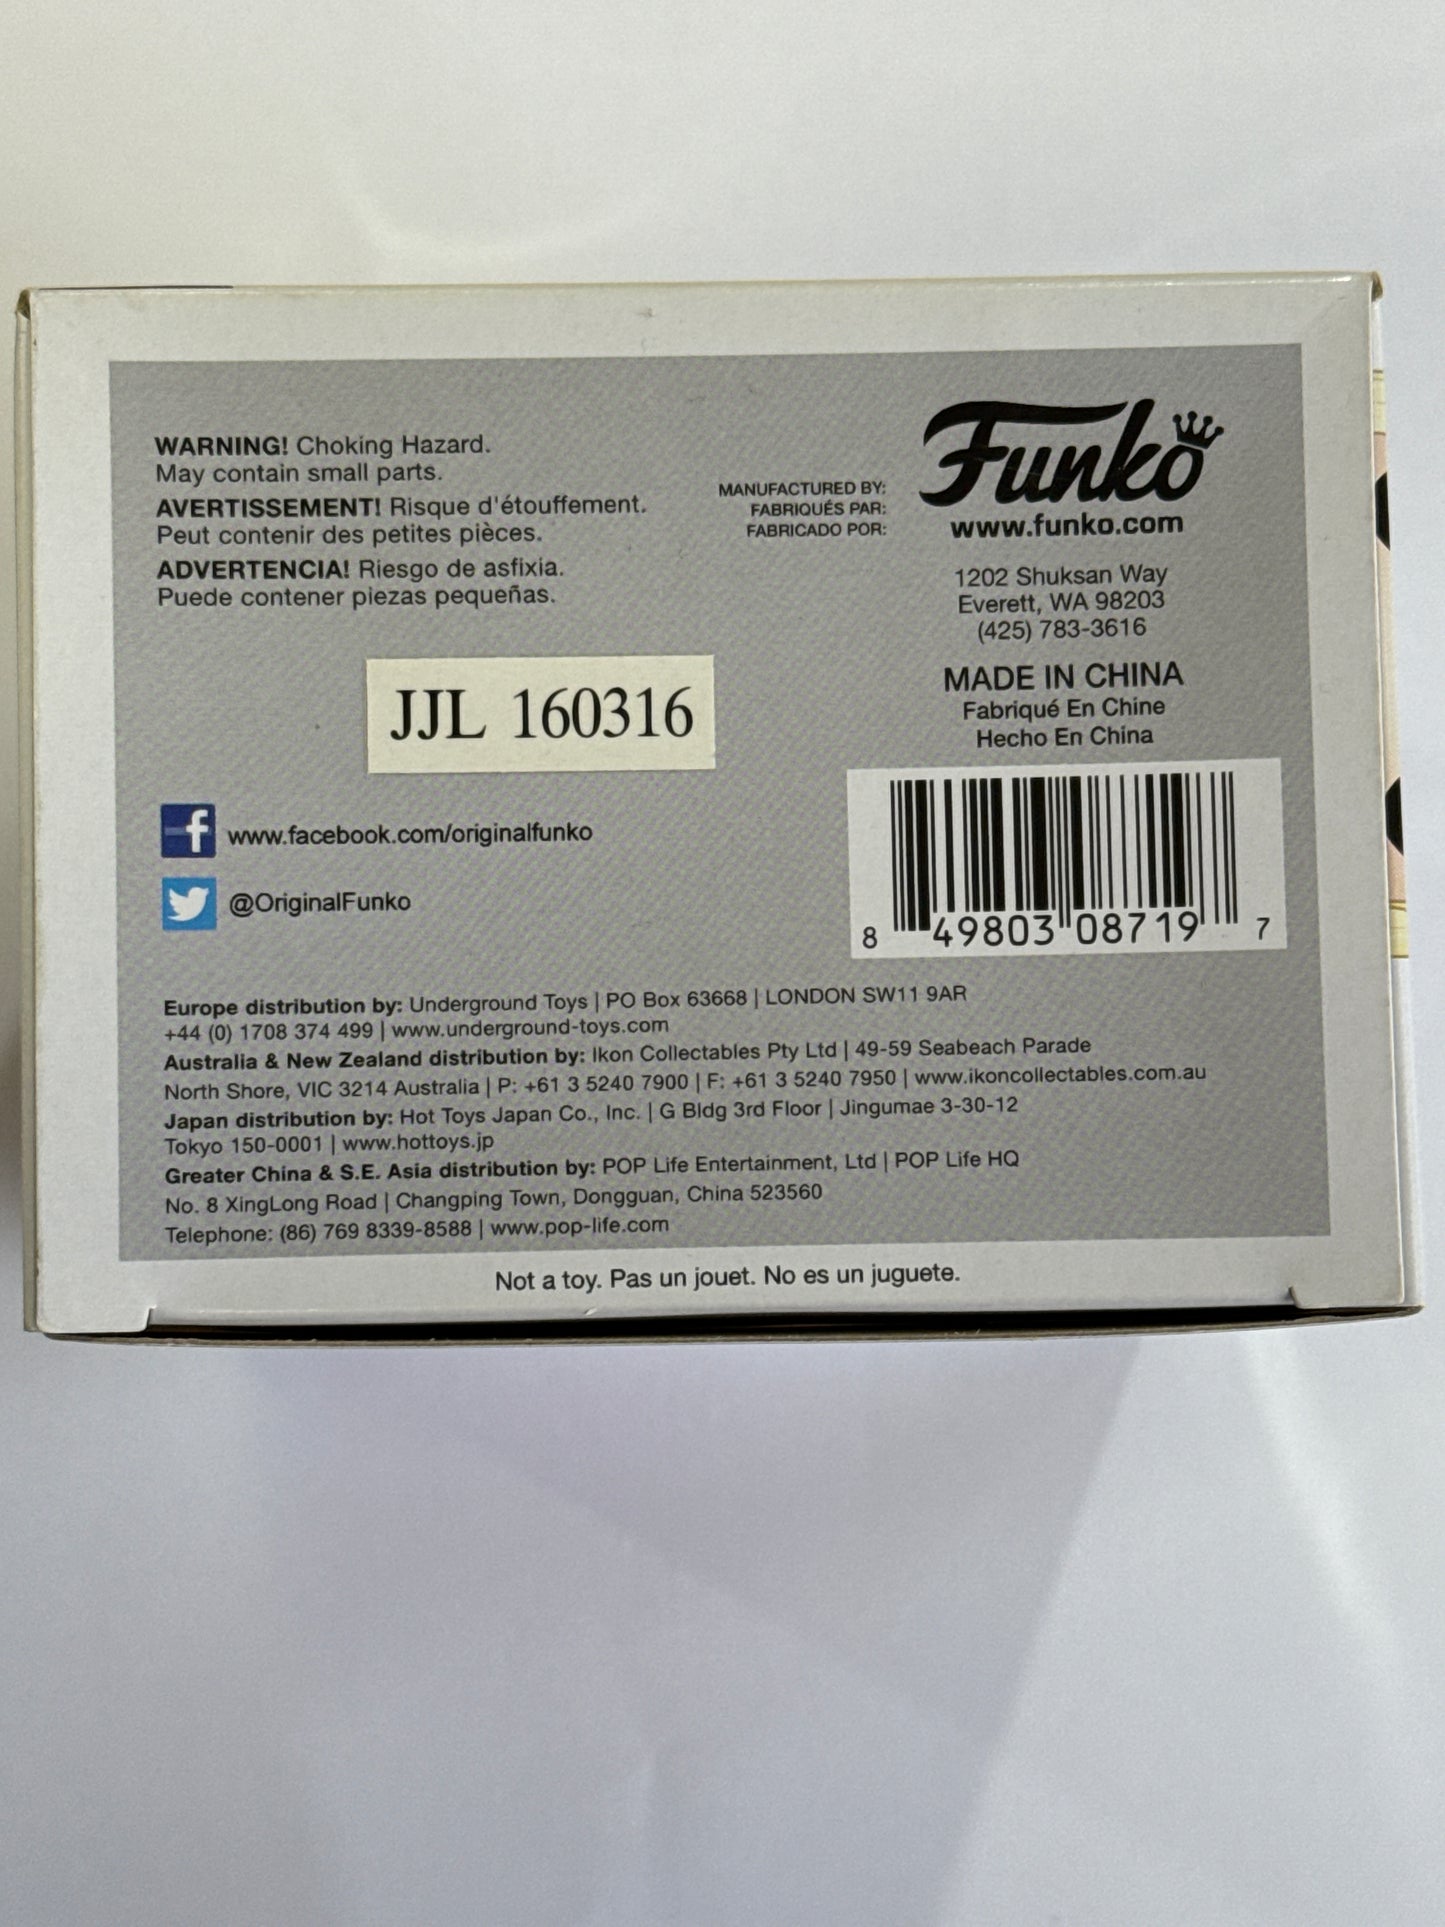 WARNING! Choking Hazard.
May contain small parts.
AVERTISSEMENT! Risque d'étouffement.
Peut contenir des petites pièces.
ADVERTENCIA! Riesgo de asfixia.
Puede contener piezas pequeñas.
MANUFACTURED BY:
FABRIQUÉS PAR:
FABRICADO POR:
Funko
www.funko.com
1202 Shuksan Way
Everett, WA 98203
(425) 783-3616
MADE IN CHINA
Fabriqué En Chine
Hecho En China
JJL 160316
www.facebook.com/originalfunko
@OriginalFunko
8 49803 08719 7
Europe distribution by: Underground Toys | PO Box 63668 | LONDON SW11 9AR
+44 (0) 1708 374 499 | www.underground-toys.com
Australia & New Zealand distribution by: Ikon Collectables Pty Ltd | 49-59 Seabeach Parade
North Shore, VIC 3214 Australia | P: +61 3 5240 7900 | F: +61 3 5240 7950 | www.ikoncollectables.com.au
Japan distribution by: Hot Toys Japan Co., Inc. | G Bldg 3rd Floor | Jingumae 3-30-12
Tokyo 150-0001 | www.hottoys.jp
Greater China & S.E. Asia distribution by: POP Life Entertainment, Ltd | POP Life HQ
No. 8 XingLong Road | Changping Town, Dongguan, China 523560
Telephone: (86) 769 8339-8588 | www.pop-life.com
Not a toy. Pas un jouet. No es un juguete.